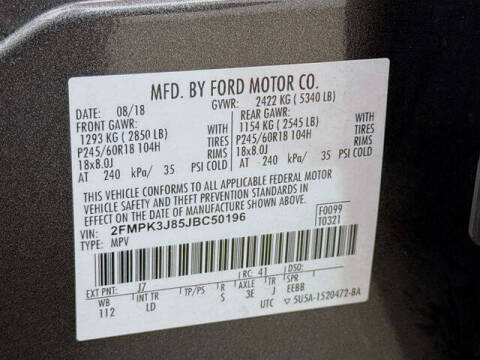 MFD. BY FORD MOTOR CO.
DATE: 08/18 GVWR: 2422 KG ( 5340 LB)
FRONT GAWR: REAR GAWR:
1293 KG ( 2850 LB) WITH 1154 KG ( 2545 LB) WITH
P245/60R18 104H TIRES P245/60R18 104H TIRES
18x8.0J RIMS 18x8.0J RIMS
AT 240 kPa/ 35 PSI COLD AT 240 kPa/ 35 PSI COLD
THIS VEHICLE CONFORMS TO ALL APPLICABLE FEDERAL MOTOR
VEHICLE SAFETY AND THEFT PREVENTION STANDARDS IN
EFFECT ON THE DATE OF MANUFACTURE SHOWN ABOVE.
VIN: 2FMPK3J85JBC50196 F0099
TYPE: MPV T0321
EXT PNT: J7 RC: 41 DSO:
WB INT TR TP/PS R AXLE TR SPR
112 LD S 3E J EEBB
UTC 5U5A-1520472-BA